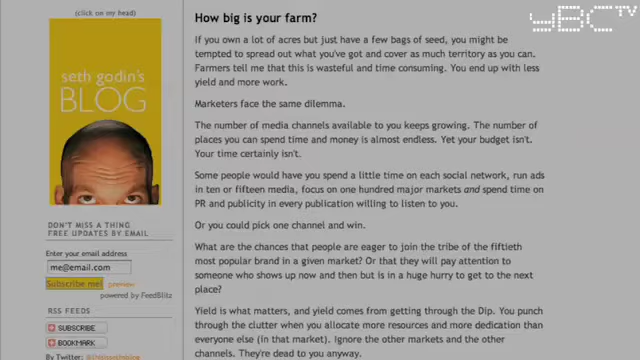 (click on my head)
seth godin's
BLOG
DON'T MISS A THING
FREE UPDATES BY EMAIL
Enter your email address
me@email.com
Subscribe me! preview
powered by FeedBlitz
RSS FEEDS
SUBSCRIBE
BOOKMARK
By Twitter:
YBCTV
How big is your farm?
If you own a lot of acres but just have a few bags of seed, you might be
tempted to spread out what you've got and cover as much territory as you can.
Farmers tell me that this is wasteful and time consuming. You end up with less
yield and more work.
Marketers face the same dilemma.
The number of media channels available to you keeps growing. The number of
places you can spend time and money is almost endless. Yet your budget isn't.
Your time certainly isn't.
Some people would have you spend a little time on each social network, run ads
in ten or fifteen media, focus on one hundred major markets and spend time on
PR and publicity in every publication willing to listen to you.
Or you could pick one channel and win.
What are the chances that people are eager to join the tribe of the fiftieth
most popular brand in a given market? Or that they will pay attention to
someone who shows up now and then but is in a huge hurry to get to the next
place?
Yield is what matters, and yield comes from getting through the Dip. You punch
through the clutter when you allocate more resources and more dedication than
everyone else (in that market). Ignore the other markets and the other
channels. They're dead to you anyway.